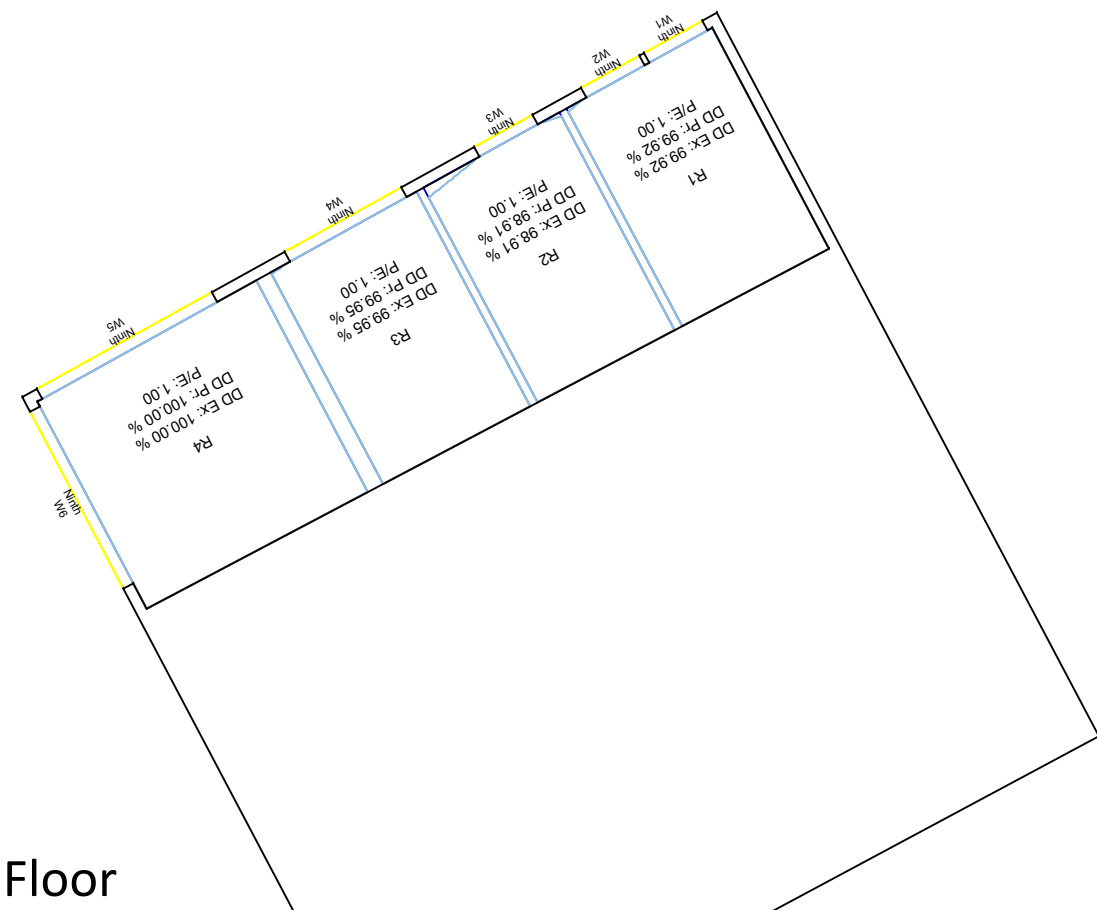 W1
Ninth
W2
Ninth
W3
Ninth
W4
Ninth
W5
Ninth
Ninth
W6
R1
DD Ex: 99.92 %
DD Pr: 99.92 %
P/E: 1.00
R2
DD Ex: 98.91 %
DD Pr: 98.91 %
P/E: 1.00
R3
DD Ex: 99.95 %
DD Pr: 99.95 %
P/E: 1.00
R4
DD Ex: 100.00 %
DD Pr: 100.00 %
P/E: 1.00
Floor